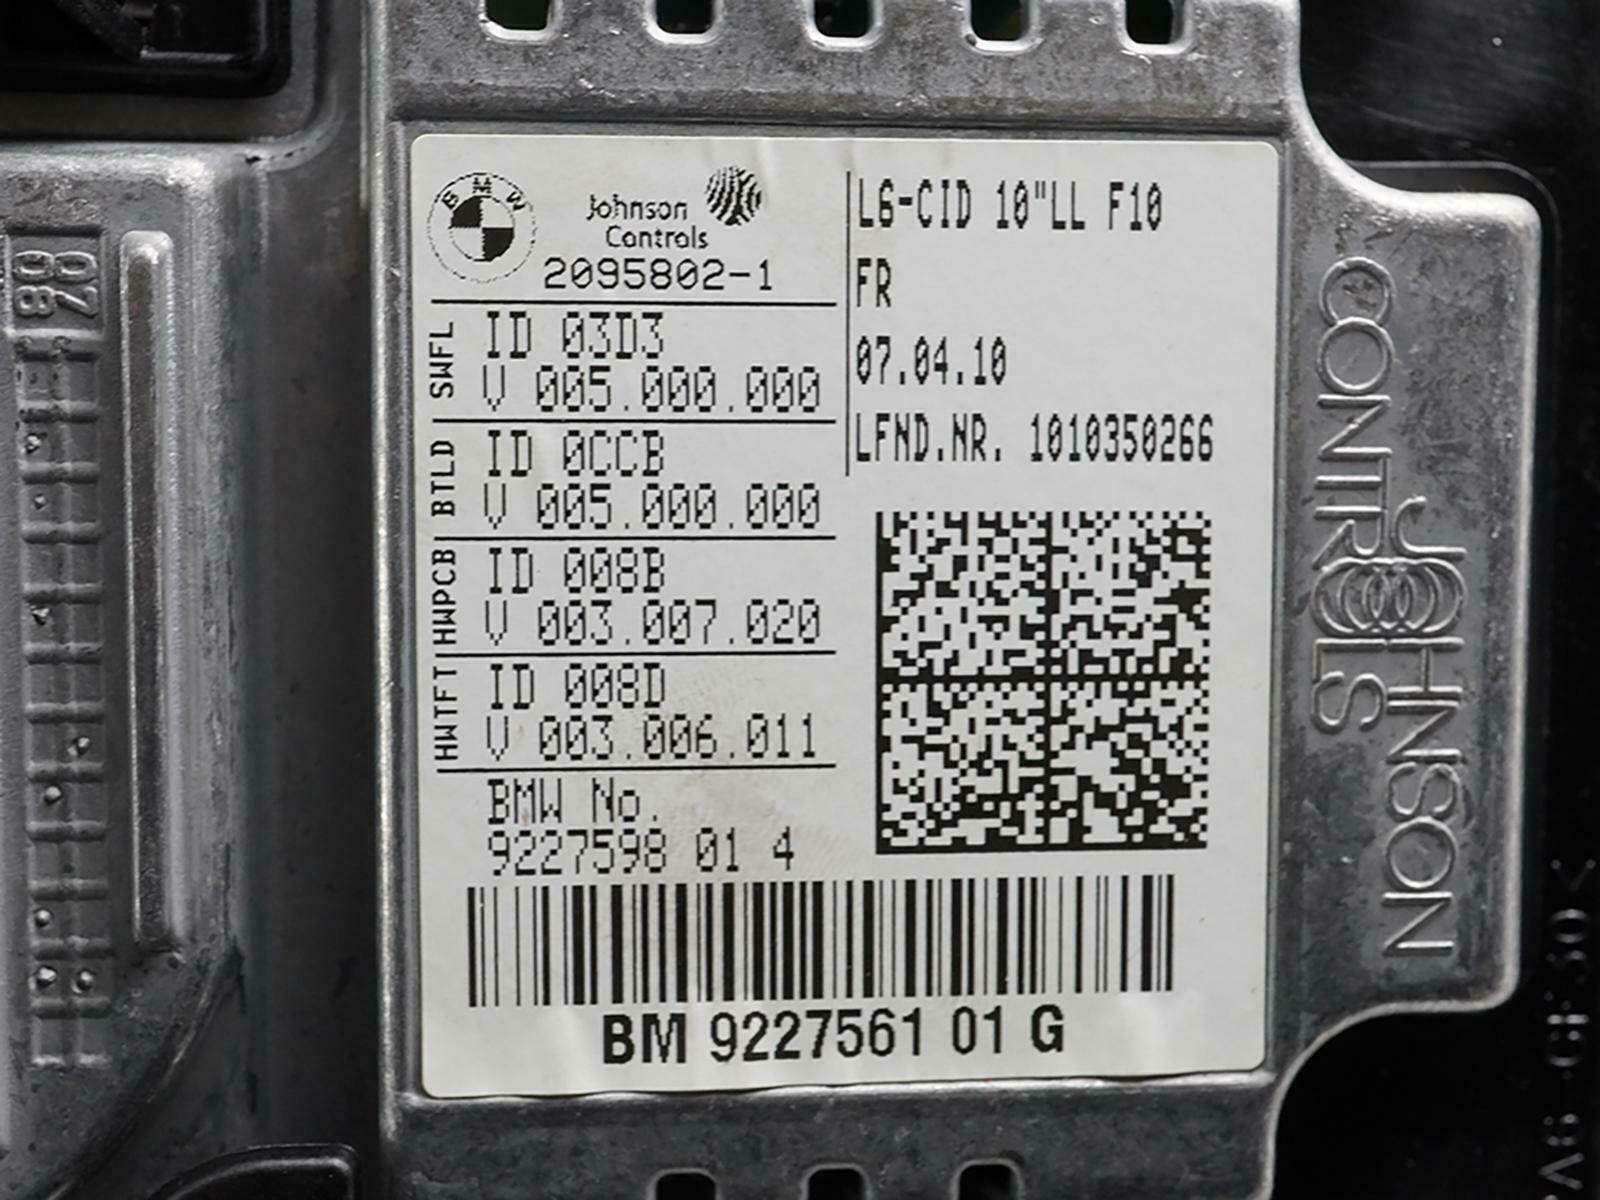 BMW
Johnson
Controls
2095802-1
SWFL
ID 03D3
V 005.000.000
BTLD
ID 0CCB
V 005.000.000
HWPCB
ID 008B
V 003.007.020
HWTFT
ID 008D
V 003.006.011
BMW No.
9227598 01 4
L6-CID 10"LL F10
FR
07.04.10
LFND.NR. 1010350266
BM 9227561 01 G
JOHNSON
CONTROLS
07
08